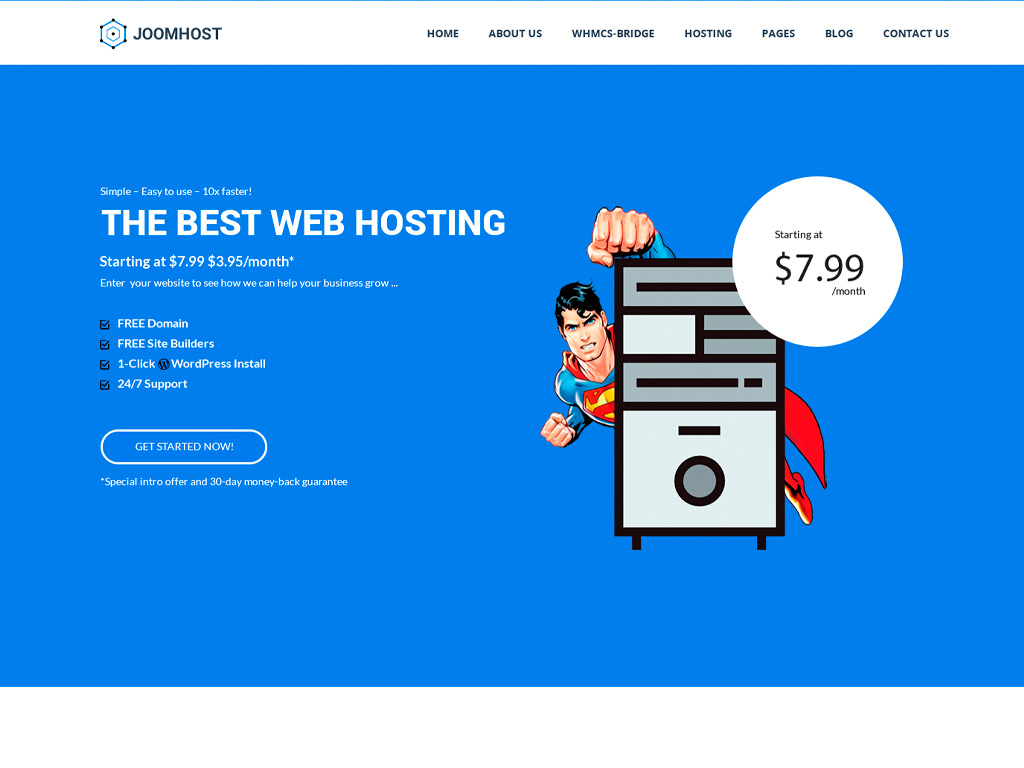 JOOMHOST
HOME ABOUT US WHMCS-BRIDGE HOSTING PAGES BLOG CONTACT US
Simple – Easy to use – 10x faster!
THE BEST WEB HOSTING
Starting at $7.99 $3.95/month*
Enter your website to see how we can help your business grow ...
FREE Domain
FREE Site Builders
1-Click WordPress Install
24/7 Support
GET STARTED NOW!
*Special intro offer and 30-day money-back guarantee
Starting at
$7.99
/month